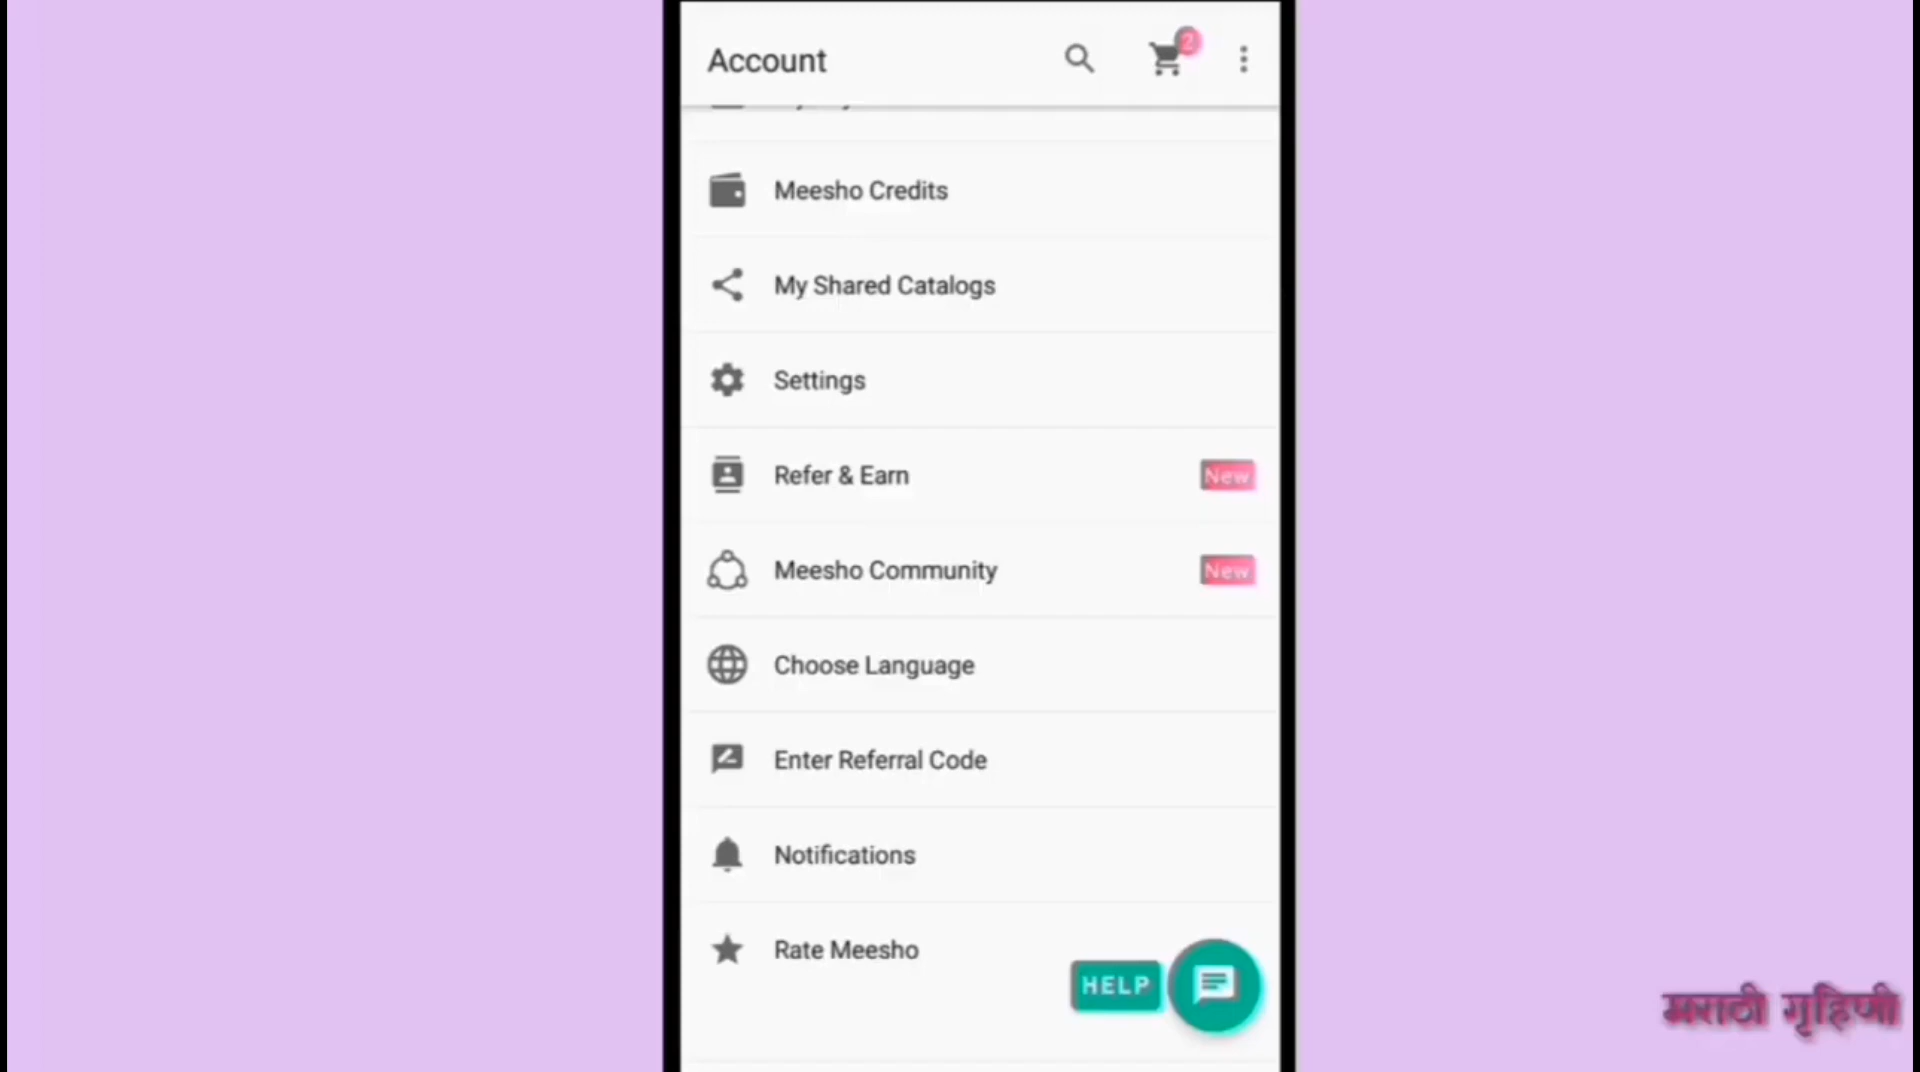 Account
2
Meesho Credits
My Shared Catalogs
Settings
Refer & Earn
New
Meesho Community
New
Choose Language
Enter Referral Code
Notifications
Rate Meesho
HELP
मराठी गृहिणी